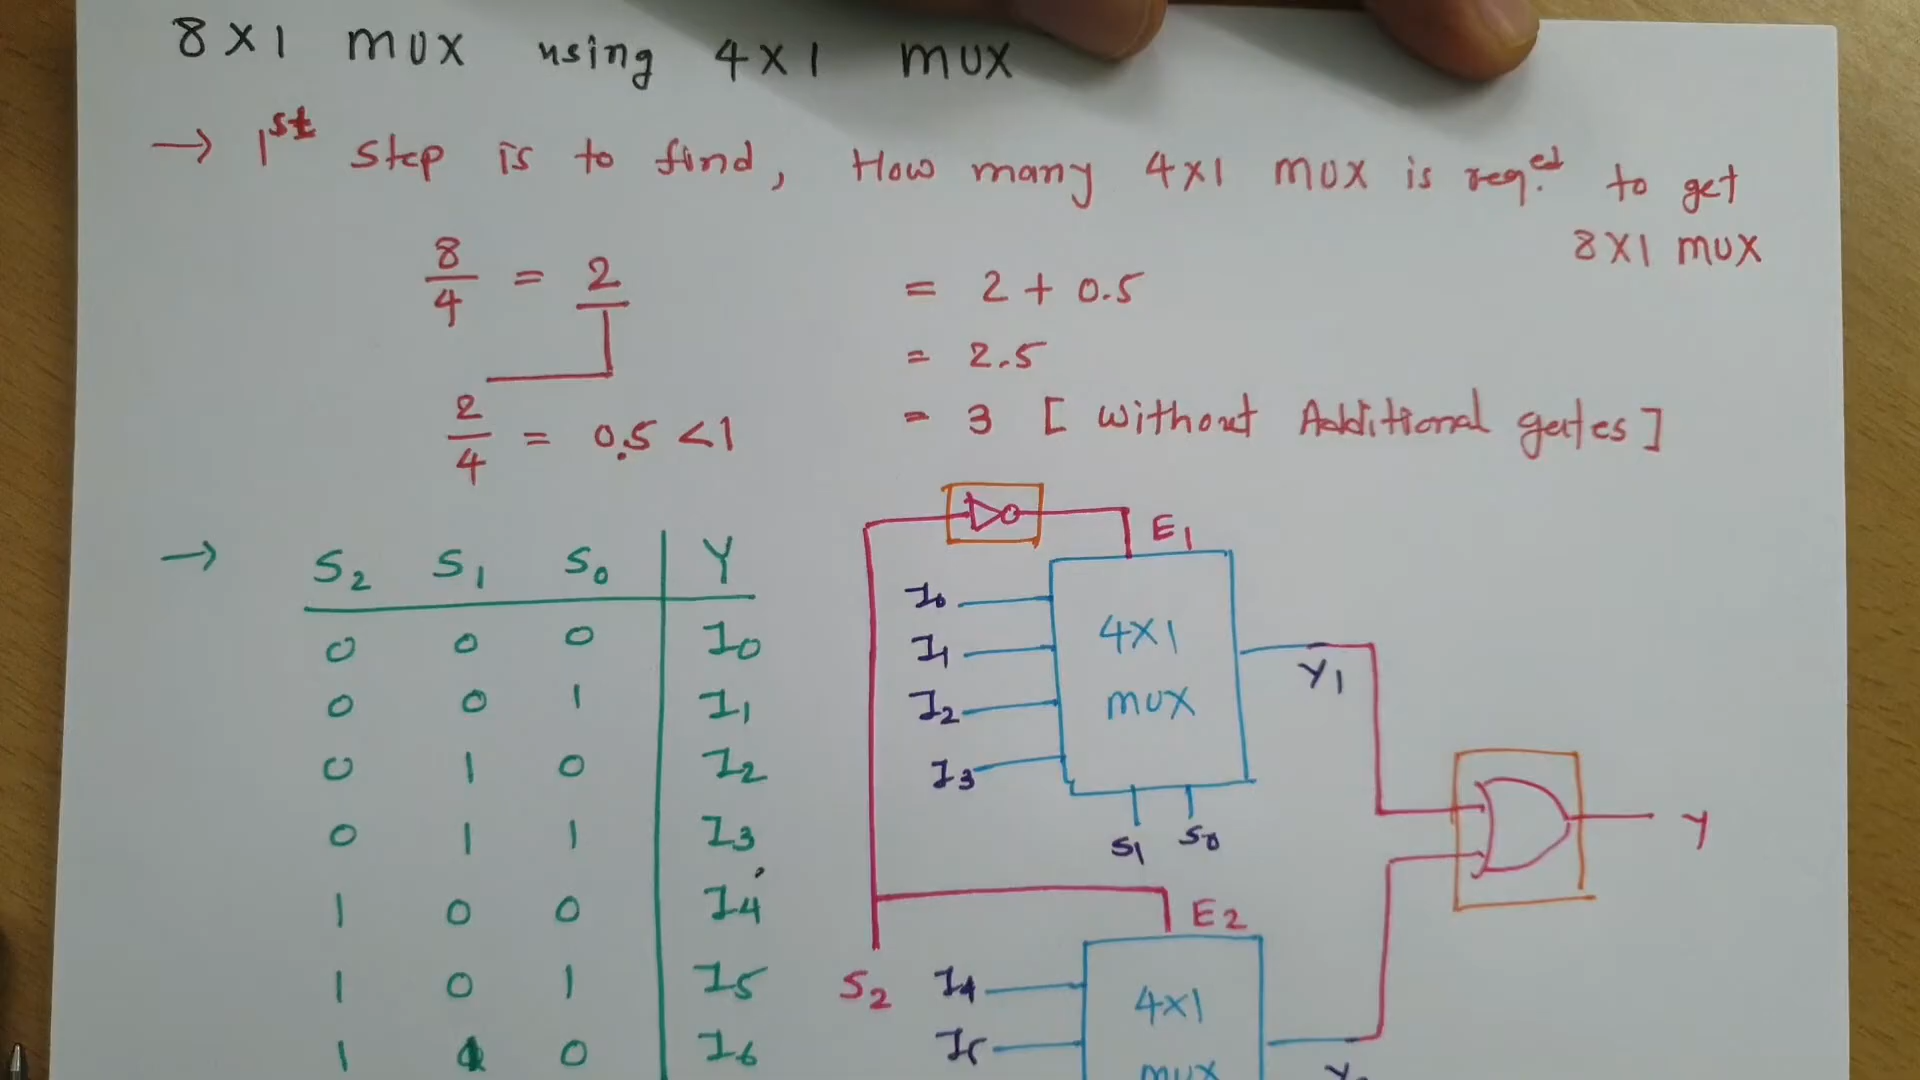 8X1 MUX using 4X1 MUX
→ 1st Step is to find, How many 4X1 MUX is reqed to get
8X1 MUX
8/4 = 2
= 2 + 0.5
= 2.5
2/4 = 0.5 < 1
= 3 [without Additional gates]
E1
→ S2 S1 S0 Y
I0
4X1
MUX
0 0 0 I0
I1
Y1
0 0 1 I1
I2
0 1 0 I2
I3
0 1 1 I3
S1 S0
Y
1 0 0 I4
E2
1 0 1 I5
S2
I4
4X1
MUX
1 1 0 I6
I5